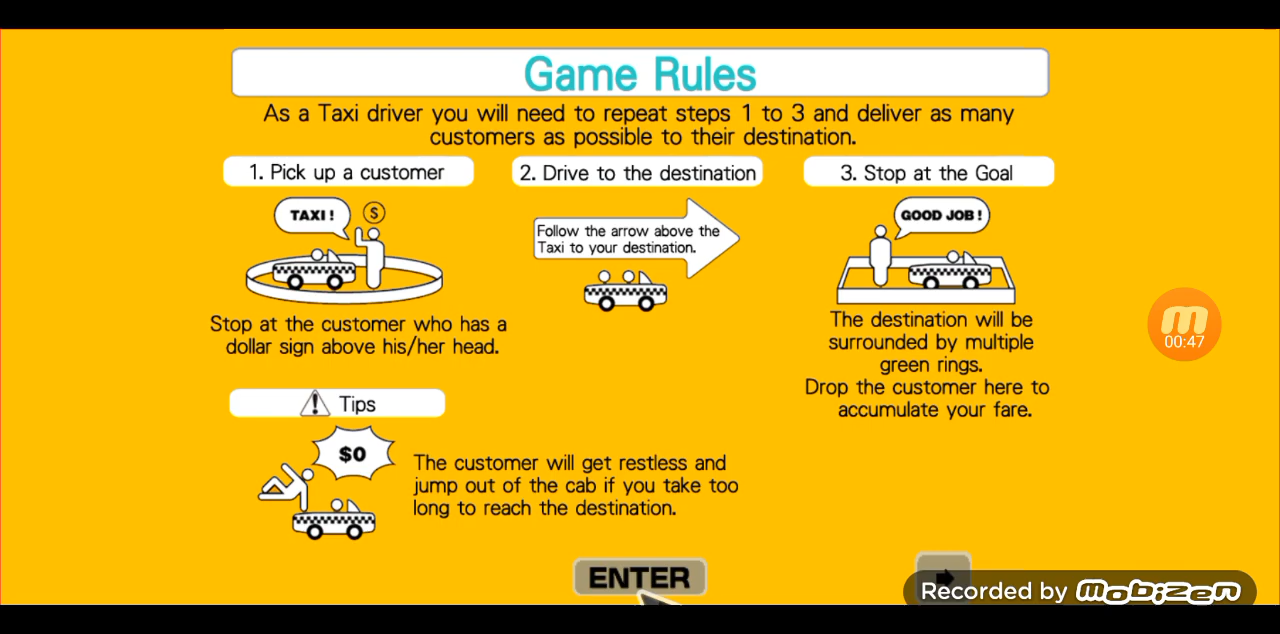 Game Rules
As a Taxi driver you will need to repeat steps 1 to 3 and deliver as many
customers as possible to their destination.
1. Pick up a customer
TAXI !
$
Stop at the customer who has a
dollar sign above his/her head.
2. Drive to the destination
Follow the arrow above the
Taxi to your destination.
3. Stop at the Goal
GOOD JOB !
The destination will be
surrounded by multiple
green rings.
Drop the customer here to
accumulate your fare.
m
00:47
! Tips
$0
The customer will get restless and
jump out of the cab if you take too
long to reach the destination.
ENTER
Recorded by mobizen